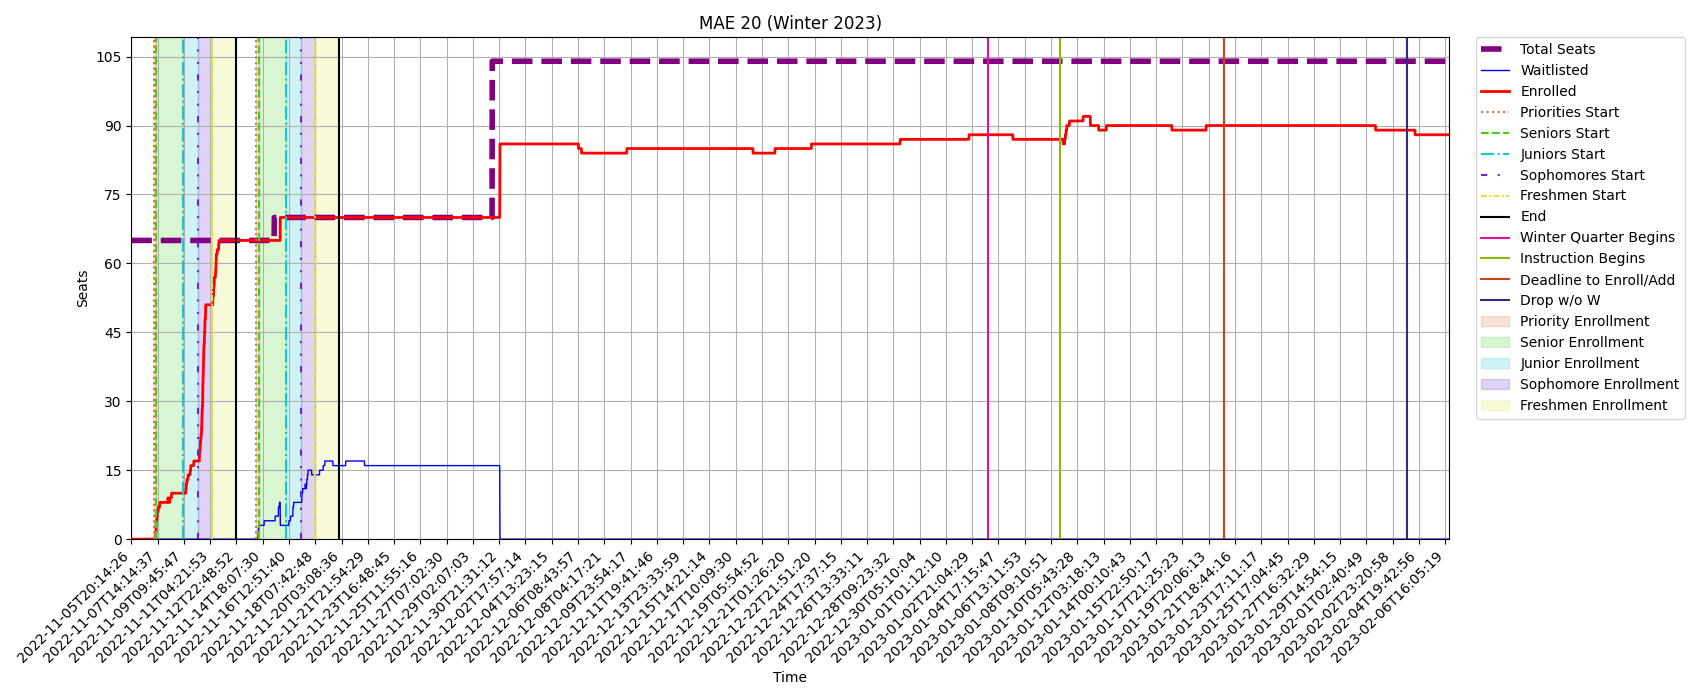 MAE 20 (Winter 2023)
105
90
75
60
45
30
15
0
Seats
2022-11-05T20:14:26
2022-11-07T14:14:37
2022-11-09T09:45:47
2022-11-11T04:21:53
2022-11-12T22:48:52
2022-11-14T18:07:30
2022-11-16T12:51:40
2022-11-18T07:42:48
2022-11-20T03:08:36
2022-11-21T21:54:29
2022-11-23T16:48:45
2022-11-25T11:55:16
2022-11-27T07:02:30
2022-11-29T02:07:03
2022-11-30T21:31:12
2022-12-02T17:57:14
2022-12-04T13:23:15
2022-12-06T08:43:57
2022-12-08T04:17:21
2022-12-09T23:54:17
2022-12-11T19:41:46
2022-12-13T23:33:59
2022-12-15T14:21:14
2022-12-17T10:09:30
2022-12-19T05:54:52
2022-12-21T01:26:20
2022-12-22T21:51:20
2022-12-24T17:37:15
2022-12-26T13:33:11
2022-12-28T09:23:32
2022-12-30T05:10:04
2023-01-01T01:12:10
2023-01-02T21:04:29
2023-01-04T17:15:47
2023-01-06T13:11:53
2023-01-08T09:10:51
2023-01-10T05:43:28
2023-01-12T03:18:13
2023-01-14T00:10:43
2023-01-15T22:50:17
2023-01-17T21:25:23
2023-01-19T20:06:13
2023-01-21T18:44:16
2023-01-23T17:11:17
2023-01-25T17:04:45
2023-01-27T16:32:29
2023-01-29T14:54:15
2023-02-01T02:40:49
2023-02-02T23:20:58
2023-02-04T19:42:56
2023-02-06T16:05:19
Time
Total Seats
Waitlisted
Enrolled
Priorities Start
Seniors Start
Juniors Start
Sophomores Start
Freshmen Start
End
Winter Quarter Begins
Instruction Begins
Deadline to Enroll/Add
Drop w/o W
Priority Enrollment
Senior Enrollment
Junior Enrollment
Sophomore Enrollment
Freshmen Enrollment